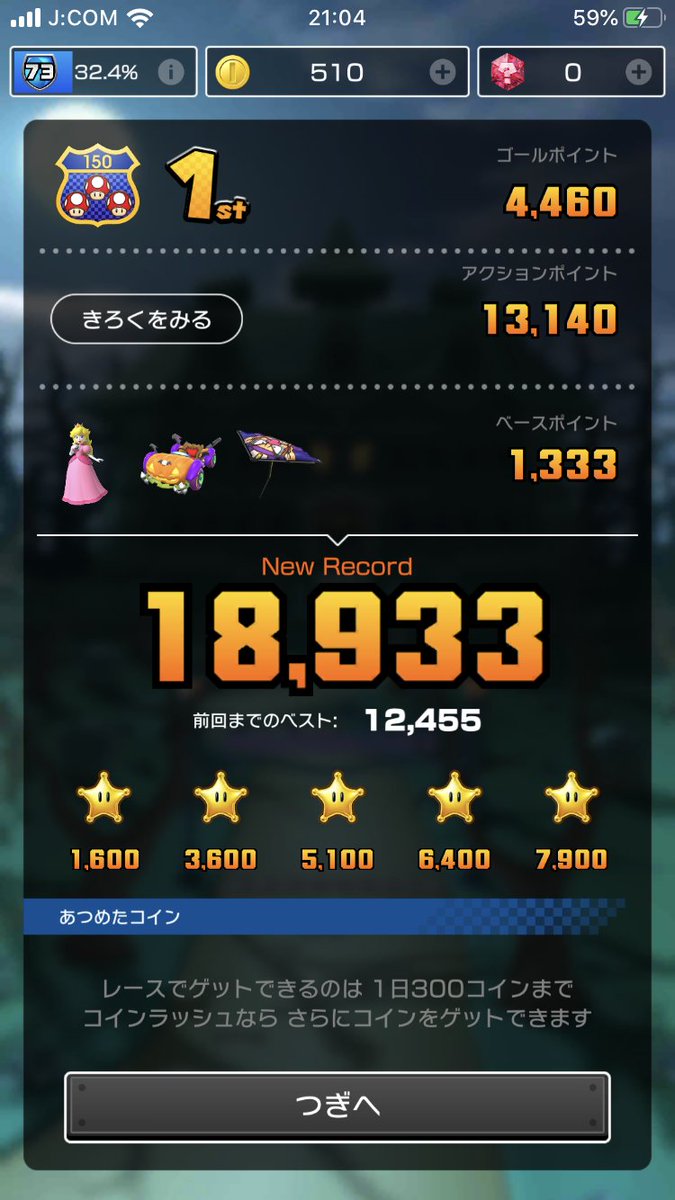 J:COM 21:04 59%
73 32.4% i 510 + ? 0 +
150 1st ゴールポイント
4,460
アクションポイント
きろくをみる 13,140
ベースポイント
1,333
New Record
18,933
前回までのベスト: 12,455
1,600 3,600 5,100 6,400 7,900
あつめたコイン
レースでゲットできるのは 1日300コインまで
コインラッシュなら さらにコインをゲットできます
つぎへ